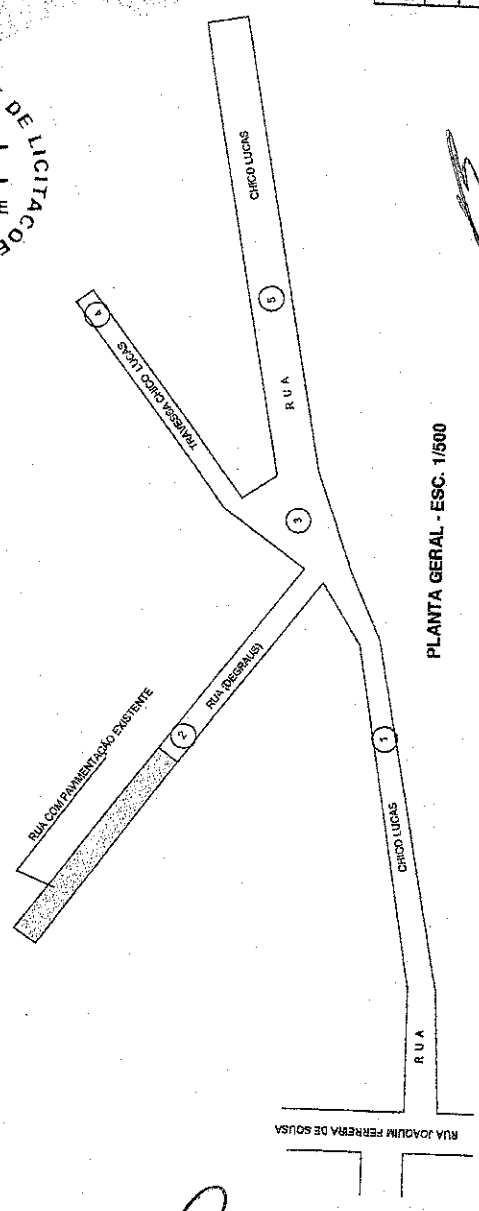 DE LICITACOE
CHICO LUCAS
5
RUA
4
TRAVESSA CHICO LUCAS
3
RUA COM PAVIMENTAÇÃO EXISTENTE
2
RUA (DEGRAUS)
1
CHICO LUCAS
RUA
RUA JOAQUIM FERREIRA DE SOUSA
PLANTA GERAL - ESC. 1/500